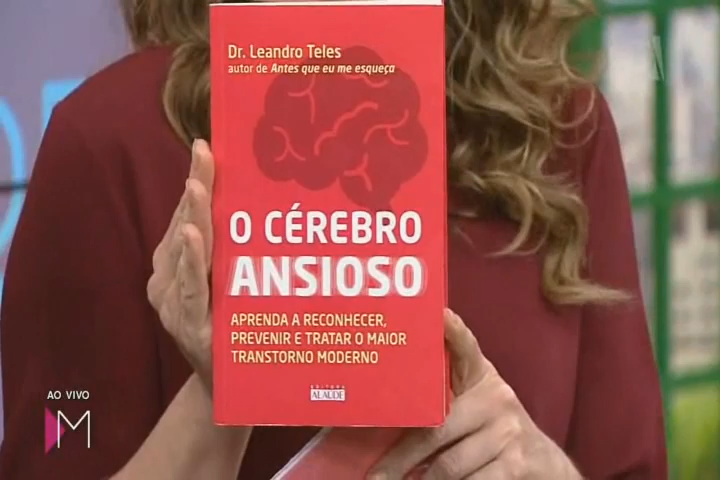 Dr. Leandro Teles
autor de Antes que eu me esqueça
O CÉREBRO
ANSIOSO
APRENDA A RECONHECER,
PREVENIR E TRATAR O MAIOR
TRANSTORNO MODERNO
EDITORA
ALAÚDE
AO VIVO
M